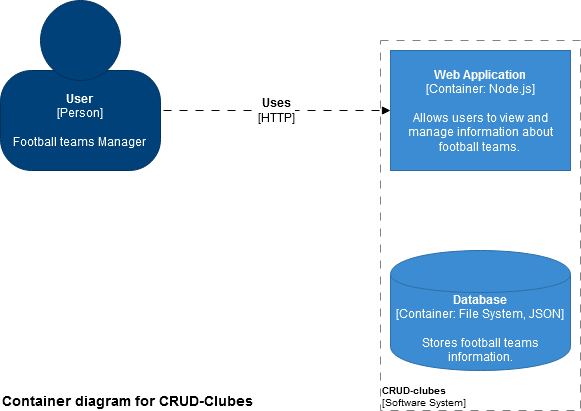 User
[Person]
Football teams Manager
Uses
[HTTP]
Web Application
[Container: Node.js]
Allows users to view and
manage information about
football teams.
Database
[Container: File System, JSON]
Stores football teams
information.
CRUD-clubes
[Software System]
Container diagram for CRUD-Clubes